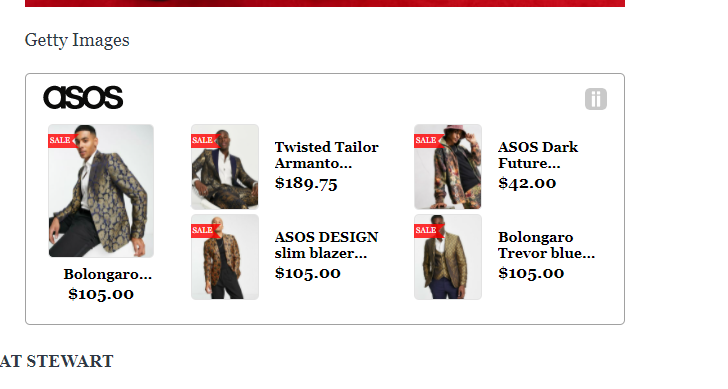 Getty Images
asos
SALE
Bolongaro...
$105.00
SALE
Twisted Tailor
Armanto...
$189.75
SALE
ASOS Dark
Future...
$42.00
SALE
ASOS DESIGN
slim blazer...
$105.00
SALE
Bolongaro
Trevor blue...
$105.00
AT STEWART